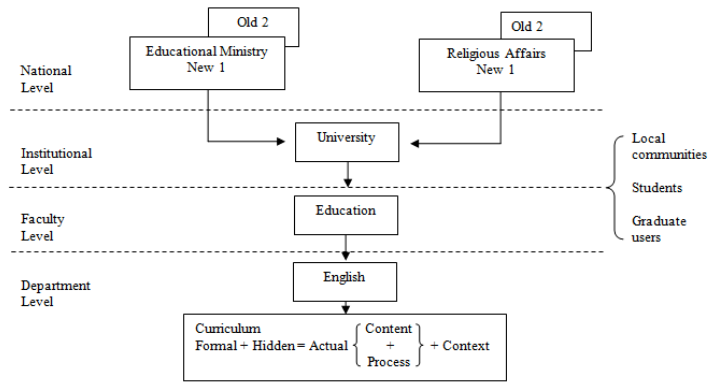 Old 2
Educational Ministry
New 1
Old 2
Religious Affairs
New 1
National
Level
University
Institutional
Level
Local
communities
Students
Graduate
users
Education
Faculty
Level
English
Department
Level
Curriculum
Formal + Hidden = Actual { Content + Process } + Context